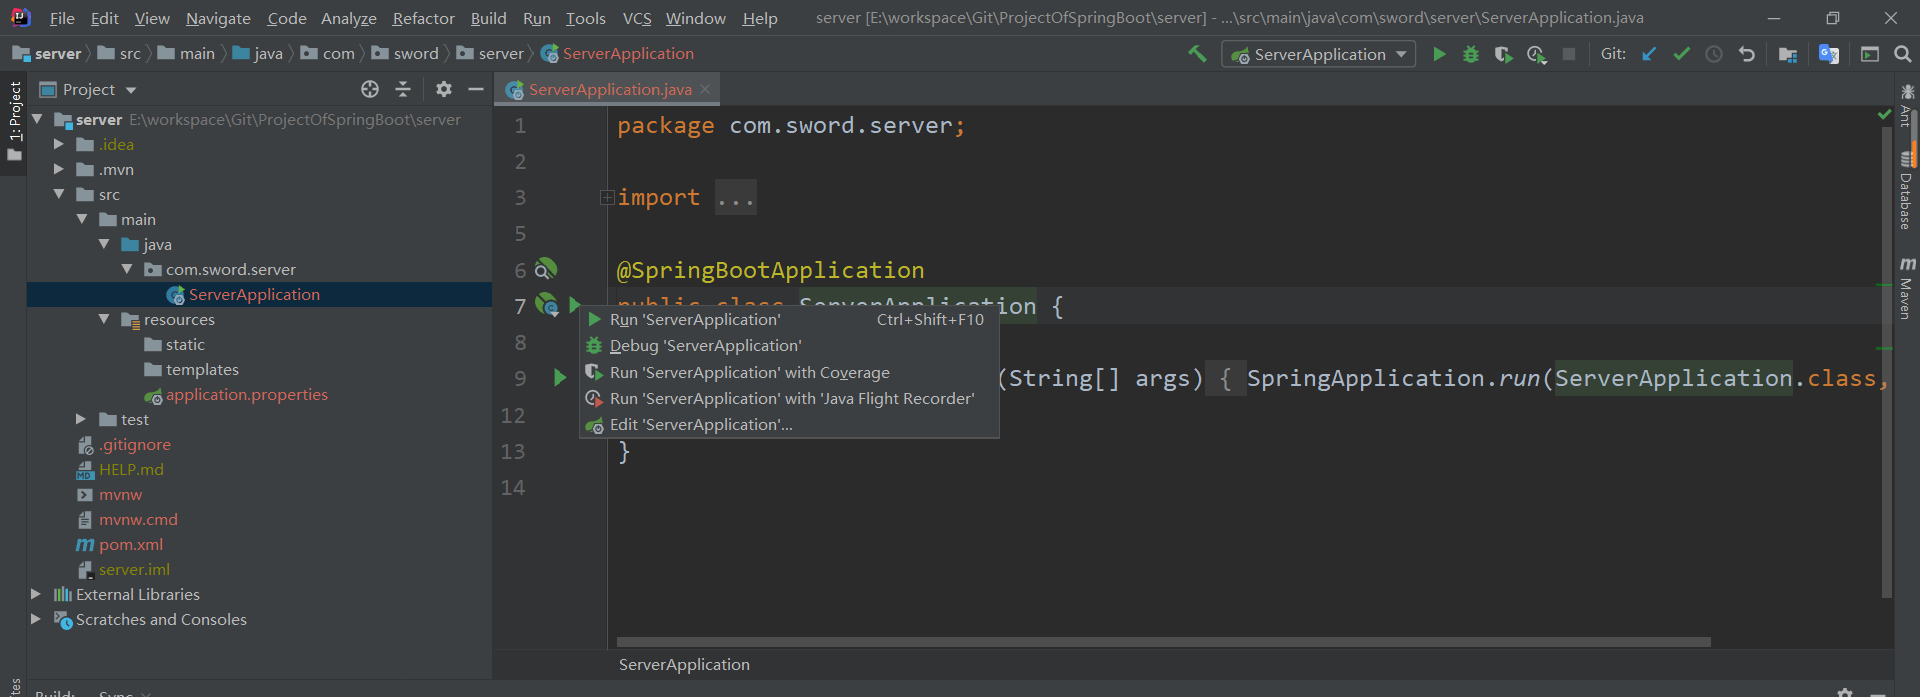 File Edit View Navigate Code Analyze Refactor Build Run Tools VCS Window Help server [E:\workspace\Git\ProjectOfSpringBoot\server] - ...\src\main\java\com\sword\server\ServerApplication.java
server src main java com sword server ServerApplication ServerApplication Git:
Project
ServerApplication.java
1: Project
server E:\workspace\Git\ProjectOfSpringBoot\server
.idea
.mvn
src
main
java
com.sword.server
ServerApplication
resources
static
templates
application.properties
test
.gitignore
HELP.md
mvnw
mvnw.cmd
pom.xml
server.iml
External Libraries
Scratches and Consoles
1 package com.sword.server;
2
3 import ...
5
6 @SpringBootApplication
7 public class ServerApplication {
8
9 (String[] args) { SpringApplication.run(ServerApplication.class,
12
13 }
14
Run 'ServerApplication' Ctrl+Shift+F10
Debug 'ServerApplication'
Run 'ServerApplication' with Coverage
Run 'ServerApplication' with 'Java Flight Recorder'
Edit 'ServerApplication'...
ServerApplication
Ant
Database
m Maven
Build: Sync